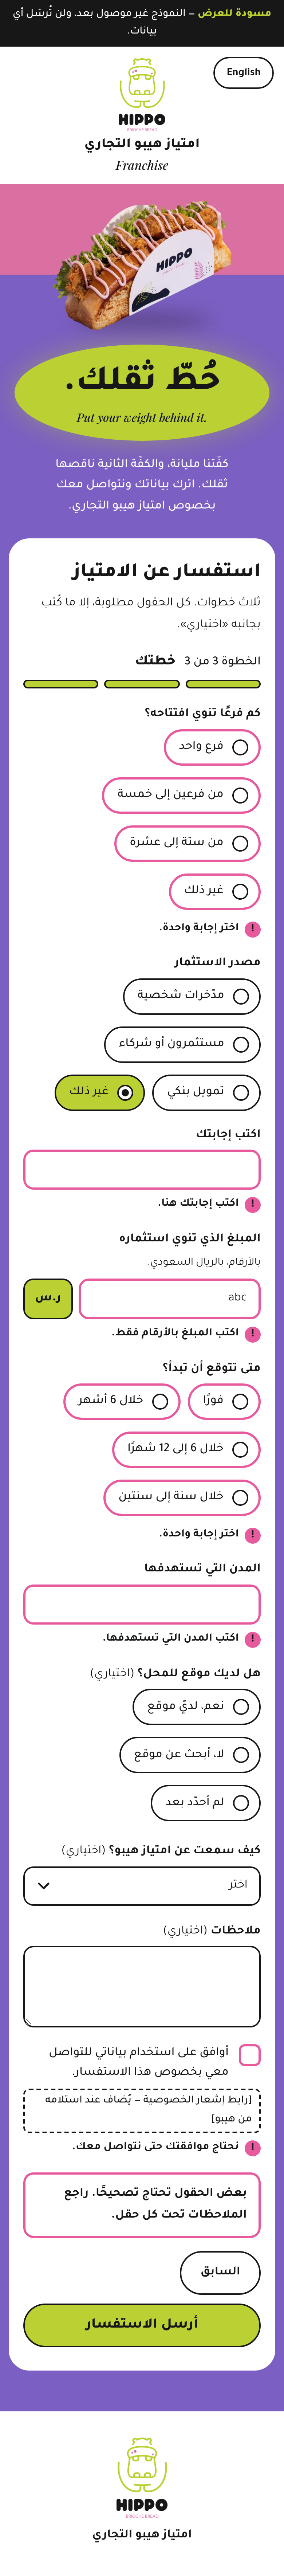 مسودة للعرض – النموذج غير موصول بعد، ولن تُرسَل أي
بيانات.
English
HIPPO
BRIOCHE BREAD
امتياز هيبو التجاري
Franchise
HIPPO
حُطّ ثقلك.
Put your weight behind it.
كفّتنا مليانة، والكفّة الثانية ناقصها
ثقلك. اترك بياناتك ونتواصل معك
بخصوص امتياز هيبو التجاري.
استفسار عن الامتياز
ثلاث خطوات. كل الحقول مطلوبة، إلا ما كُتب
بجانبه «اختياري».
الخطوة 3 من 3 خطتك
كم فرعًا تنوي افتتاحه؟
فرع واحد
من فرعين إلى خمسة
من ستة إلى عشرة
غير ذلك
! اختر إجابة واحدة.
مصدر الاستثمار
مدّخرات شخصية
مستثمرون أو شركاء
تمويل بنكي
غير ذلك
اكتب إجابتك
! اكتب إجابتك هنا.
المبلغ الذي تنوي استثماره
بالأرقام، بالريال السعودي.
abc
ر.س
! اكتب المبلغ بالأرقام فقط.
متى تتوقع أن تبدأ؟
فورًا
خلال 6 أشهر
خلال 6 إلى 12 شهرًا
خلال سنة إلى سنتين
! اختر إجابة واحدة.
المدن التي تستهدفها
! اكتب المدن التي تستهدفها.
هل لديك موقع للمحل؟ (اختياري)
نعم، لديّ موقع
لا، أبحث عن موقع
لم أحدّد بعد
كيف سمعت عن امتياز هيبو؟ (اختياري)
اختر
ملاحظات (اختياري)
أوافق على استخدام بياناتي للتواصل
معي بخصوص هذا الاستفسار.
[رابط إشعار الخصوصية – يُضاف عند استلامه
من هيبو]
! نحتاج موافقتك حتى نتواصل معك.
بعض الحقول تحتاج تصحيحًا. راجع
الملاحظات تحت كل حقل.
السابق
أرسل الاستفسار
HIPPO
BRIOCHE BREAD
امتياز هيبو التجاري